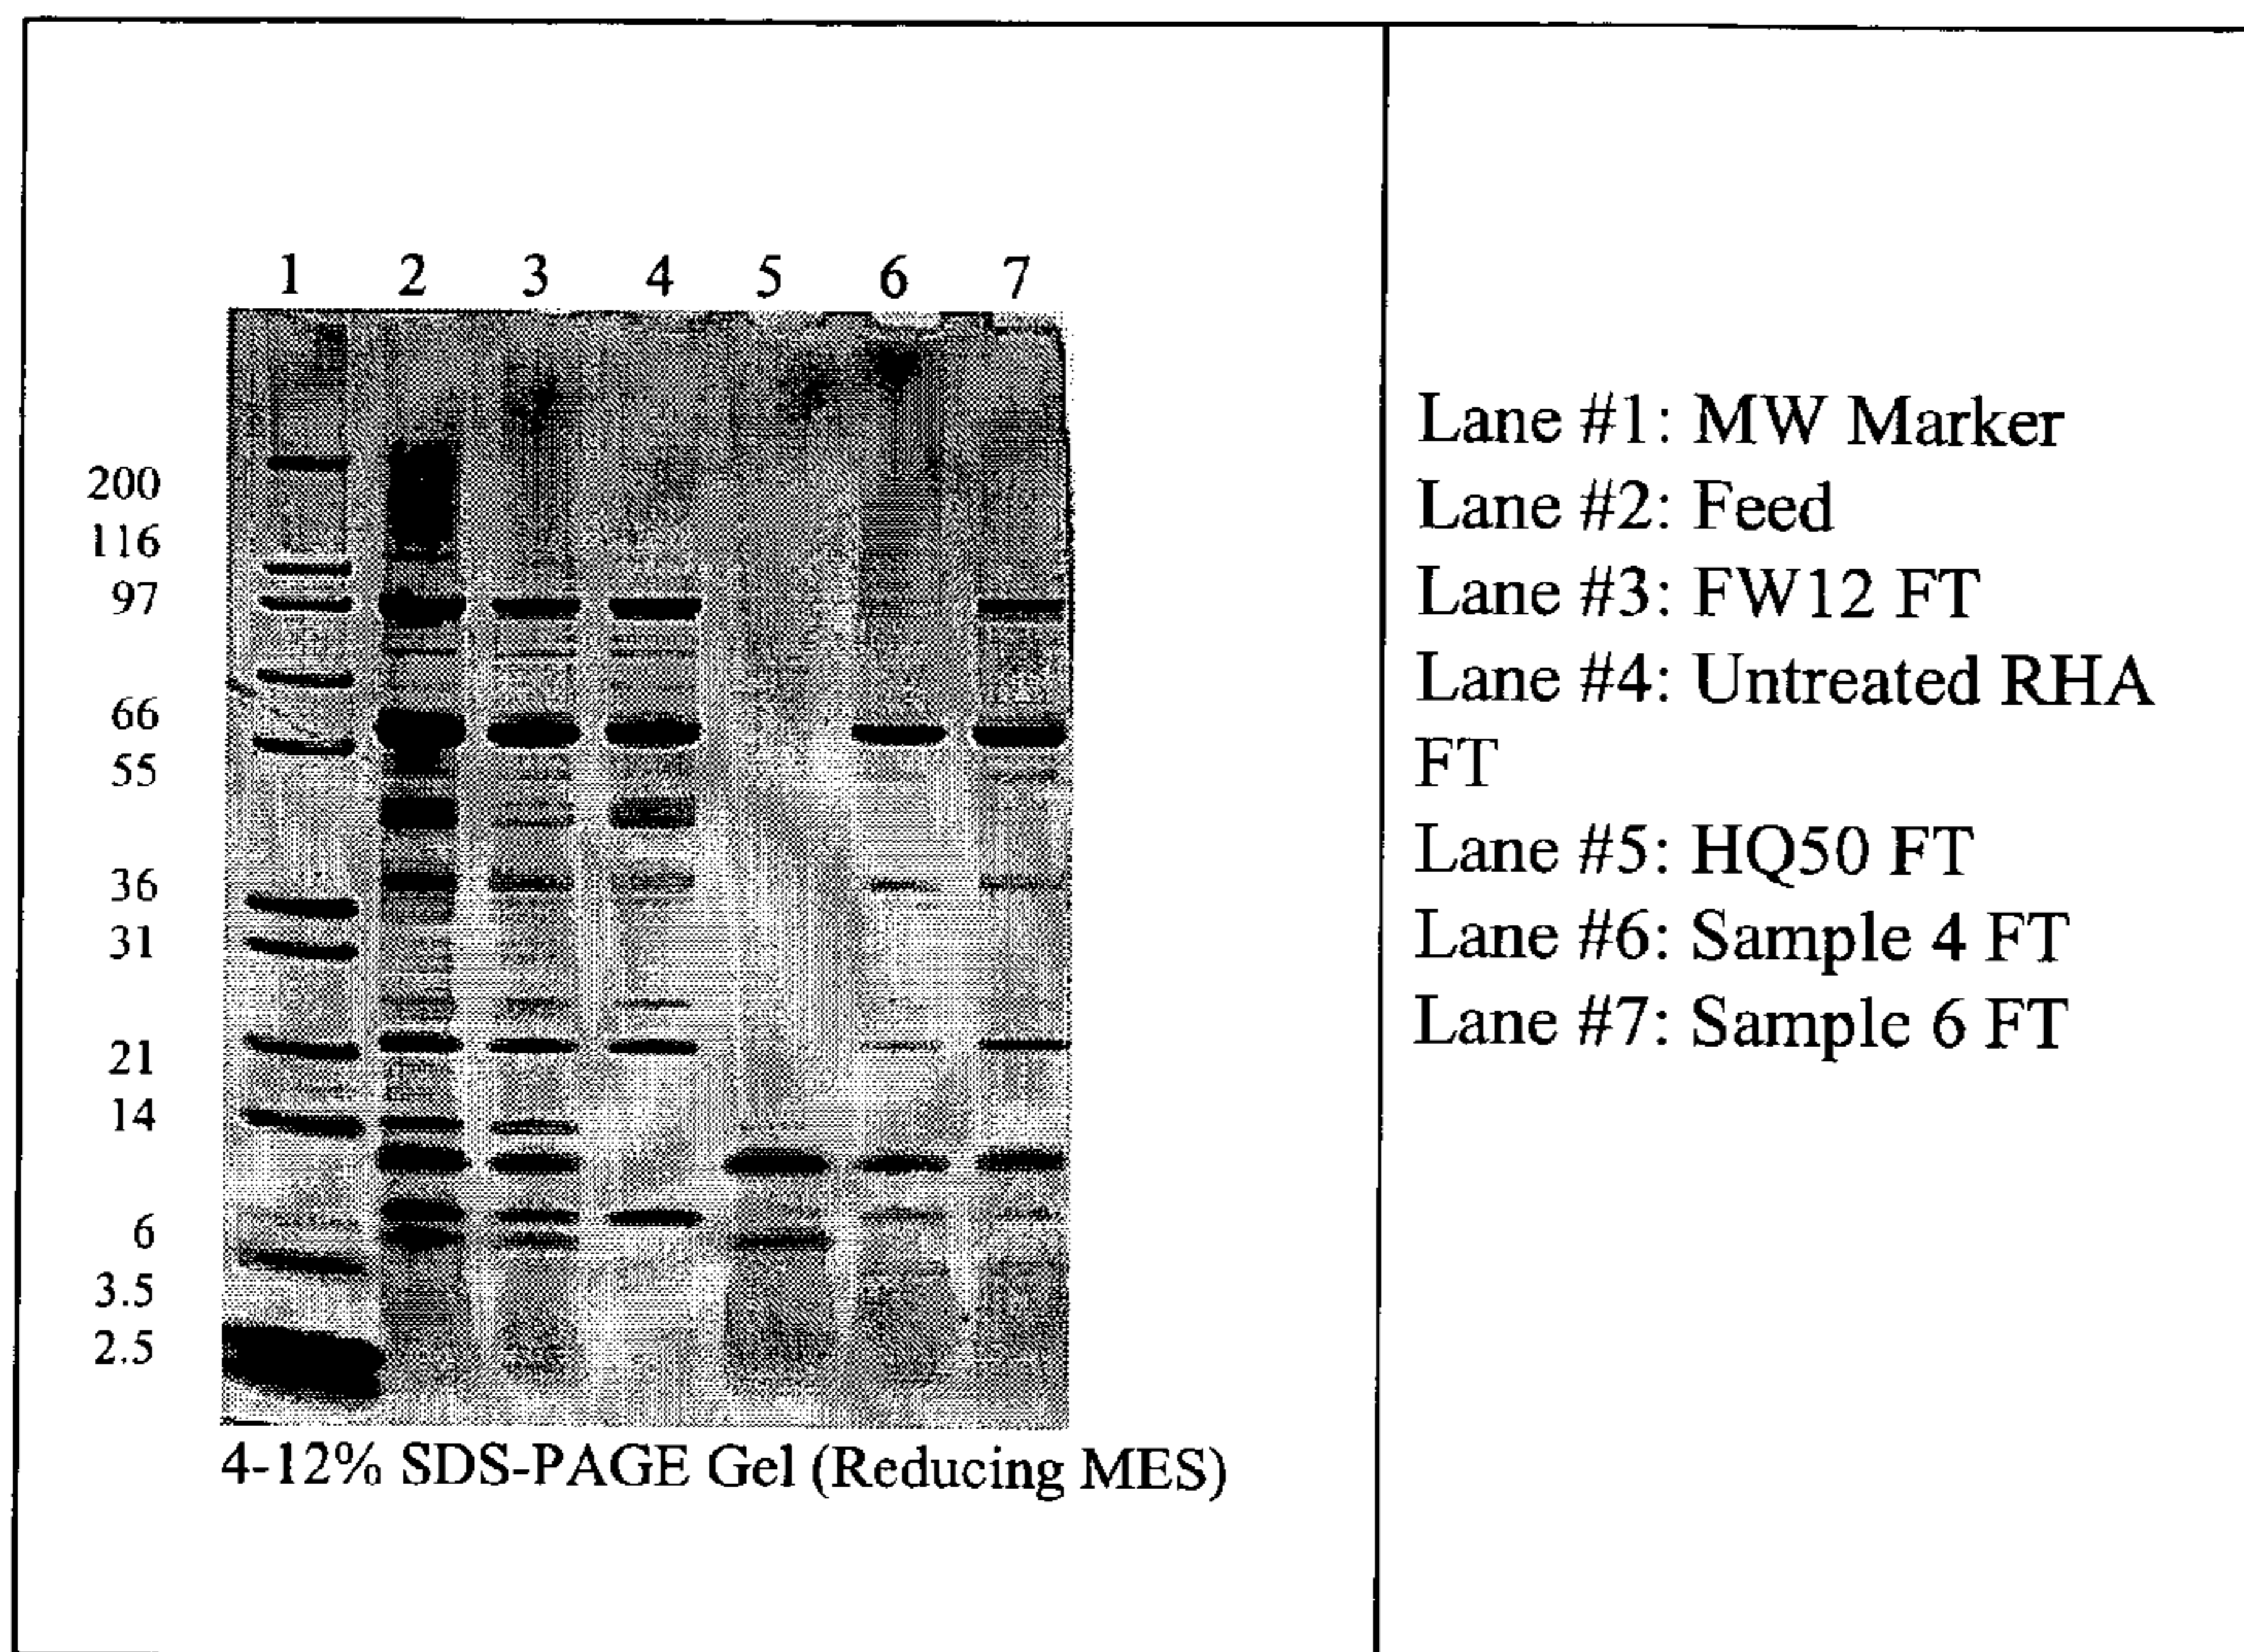 1 2 3 4 5 6 7
200
116
97
66
55
36
31
21
14
6
3.5
2.5
4-12% SDS-PAGE Gel (Reducing MES)
Lane #1: MW Marker
Lane #2: Feed
Lane #3: FW12 FT
Lane #4: Untreated RHA
FT
Lane #5: HQ50 FT
Lane #6: Sample 4 FT
Lane #7: Sample 6 FT